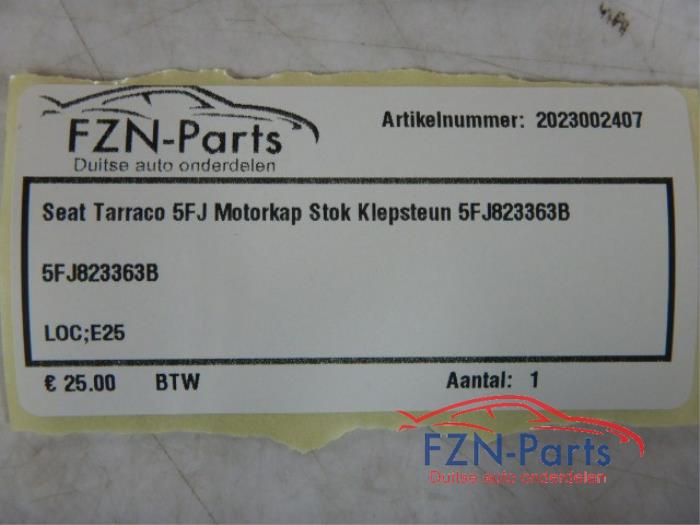 FZN-Parts
Duitse auto onderdelen
Artikelnummer: 2023002407
Seat Tarraco 5FJ Motorkap Stok Klepsteun 5FJ823363B
5FJ823363B
LOC;E25
€ 25.00 BTW Aantal: 1
FZN-Parts
Duitse auto onderdelen